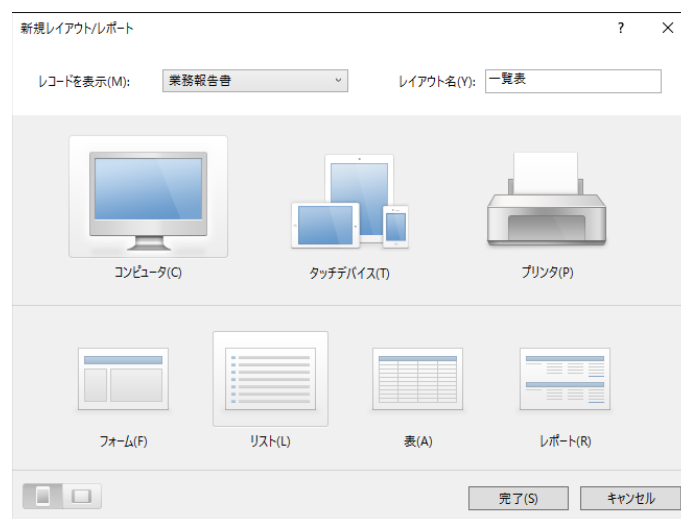 新規レイアウト/レポート ? ×
レコードを表示(M): 業務報告書 レイアウト名(Y): 一覧表
コンピュータ(C) タッチデバイス(T) プリンタ(P)
フォーム(F) リスト(L) 表(A) レポート(R)
完了(S) キャンセル